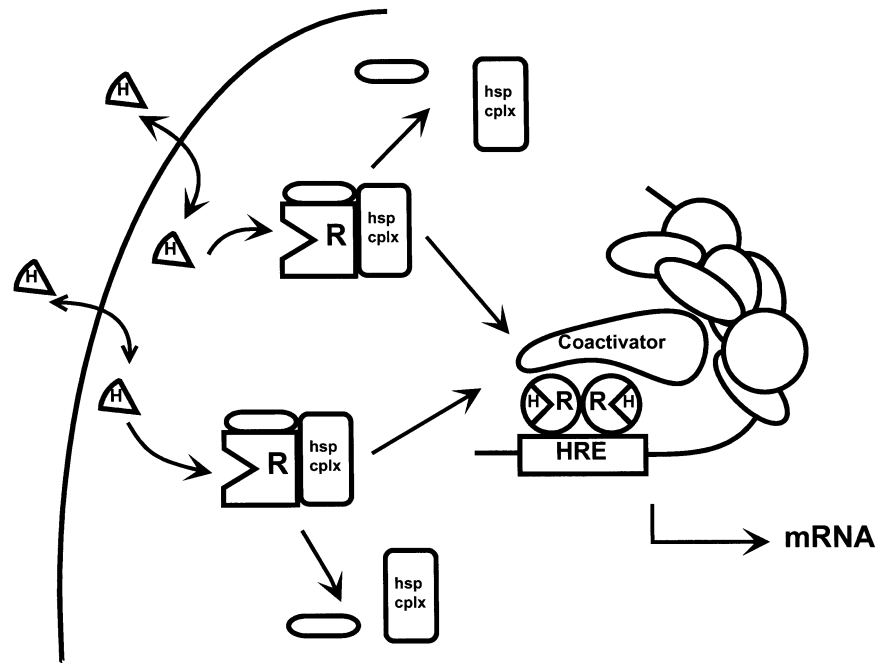 H
hsp
cplx
R
hsp
cplx
H
H
Coactivator
H R R H
HRE
H
R
hsp
cplx
mRNA
hsp
cplx